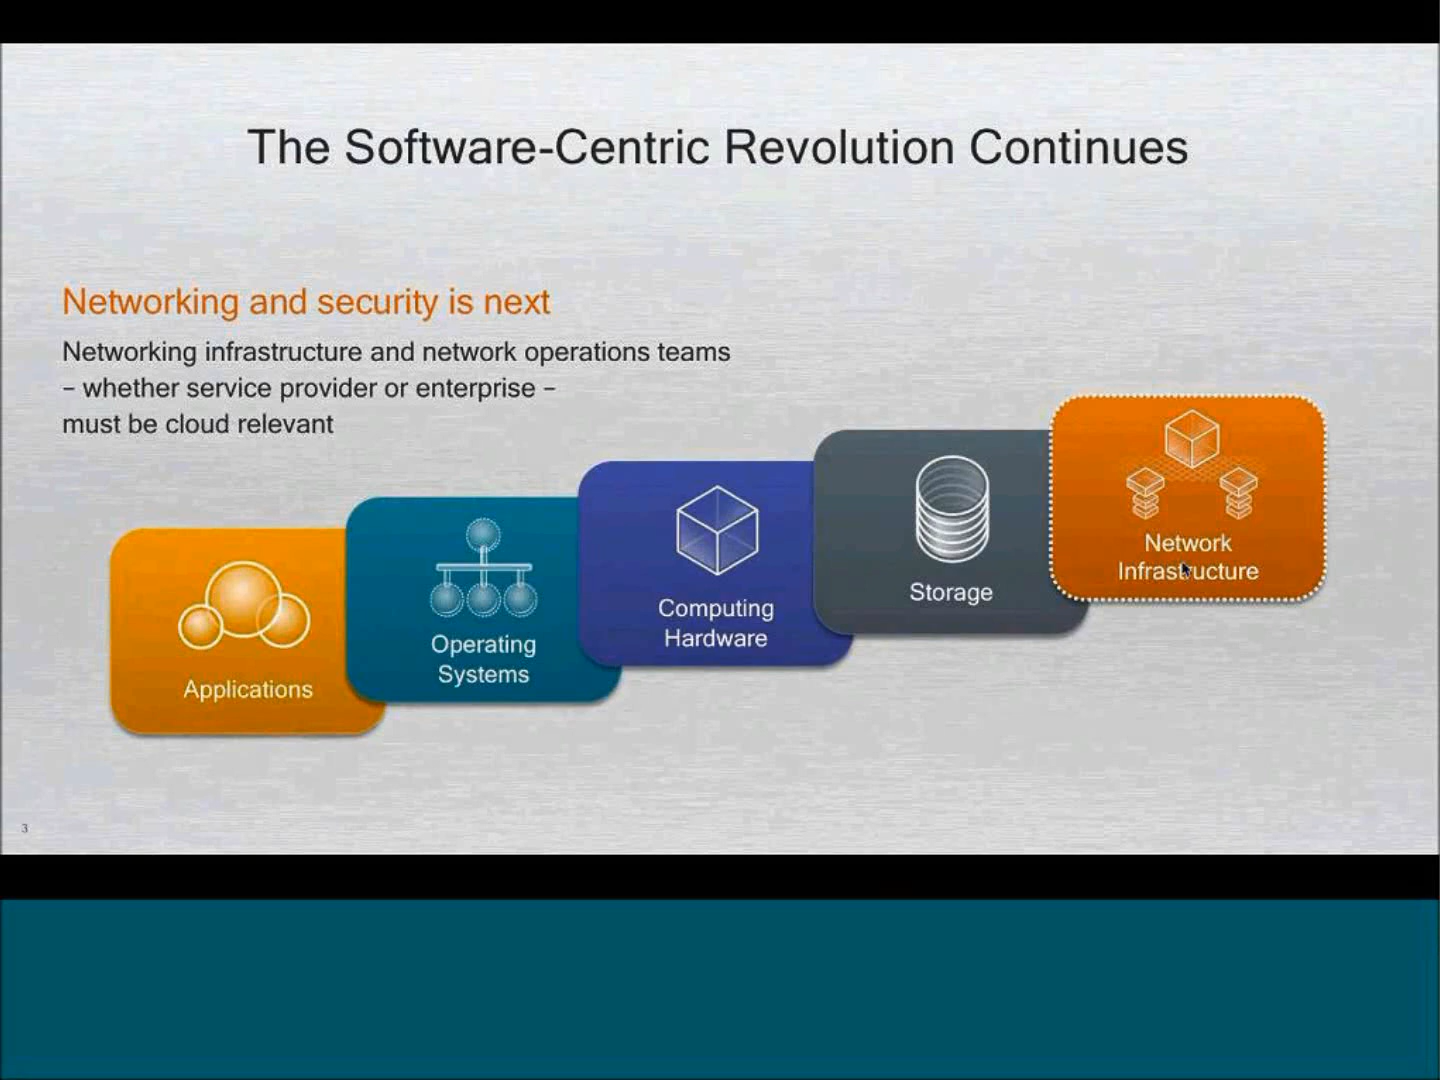 The Software-Centric Revolution Continues
Networking and security is next
Networking infrastructure and network operations teams
– whether service provider or enterprise –
must be cloud relevant
Applications
Operating
Systems
Computing
Hardware
Storage
Network
Infrastructure
3